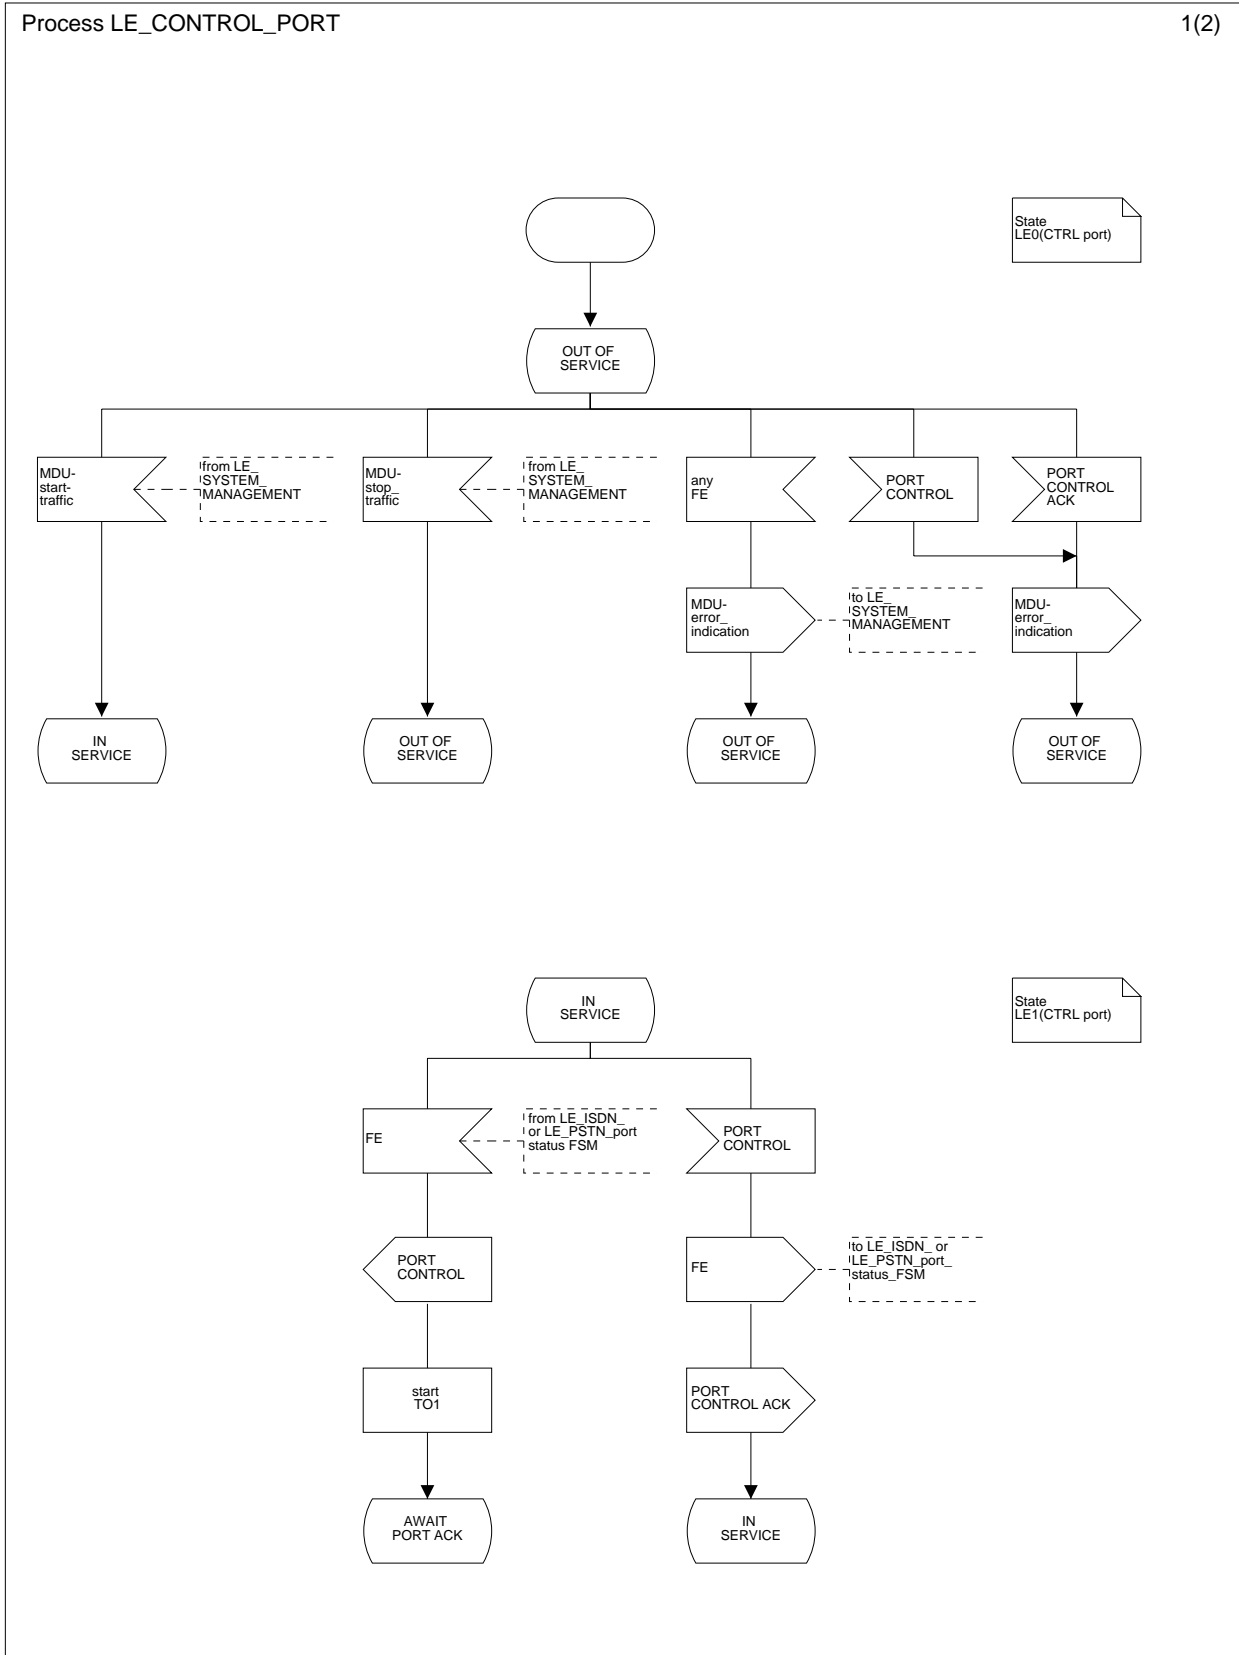 Process LE_CONTROL_PORT
1(2)
State
LE0(CTRL port)
OUT OF
SERVICE
MDU-
start-
traffic
from LE_
SYSTEM_
MANAGEMENT
MDU-
stop_
traffic
from LE_
SYSTEM_
MANAGEMENT
any
FE
PORT
CONTROL
PORT
CONTROL
ACK
MDU-
error_
indication
to LE_
SYSTEM_
MANAGEMENT
MDU-
error_
indication
IN
SERVICE
OUT OF
SERVICE
OUT OF
SERVICE
OUT OF
SERVICE
IN
SERVICE
State
LE1(CTRL port)
FE
from LE_ISDN_
or LE_PSTN_port
status FSM
PORT
CONTROL
PORT
CONTROL
FE
to LE_ISDN_ or
LE_PSTN_port_
status_FSM
start
TO1
PORT
CONTROL ACK
AWAIT
PORT ACK
IN
SERVICE